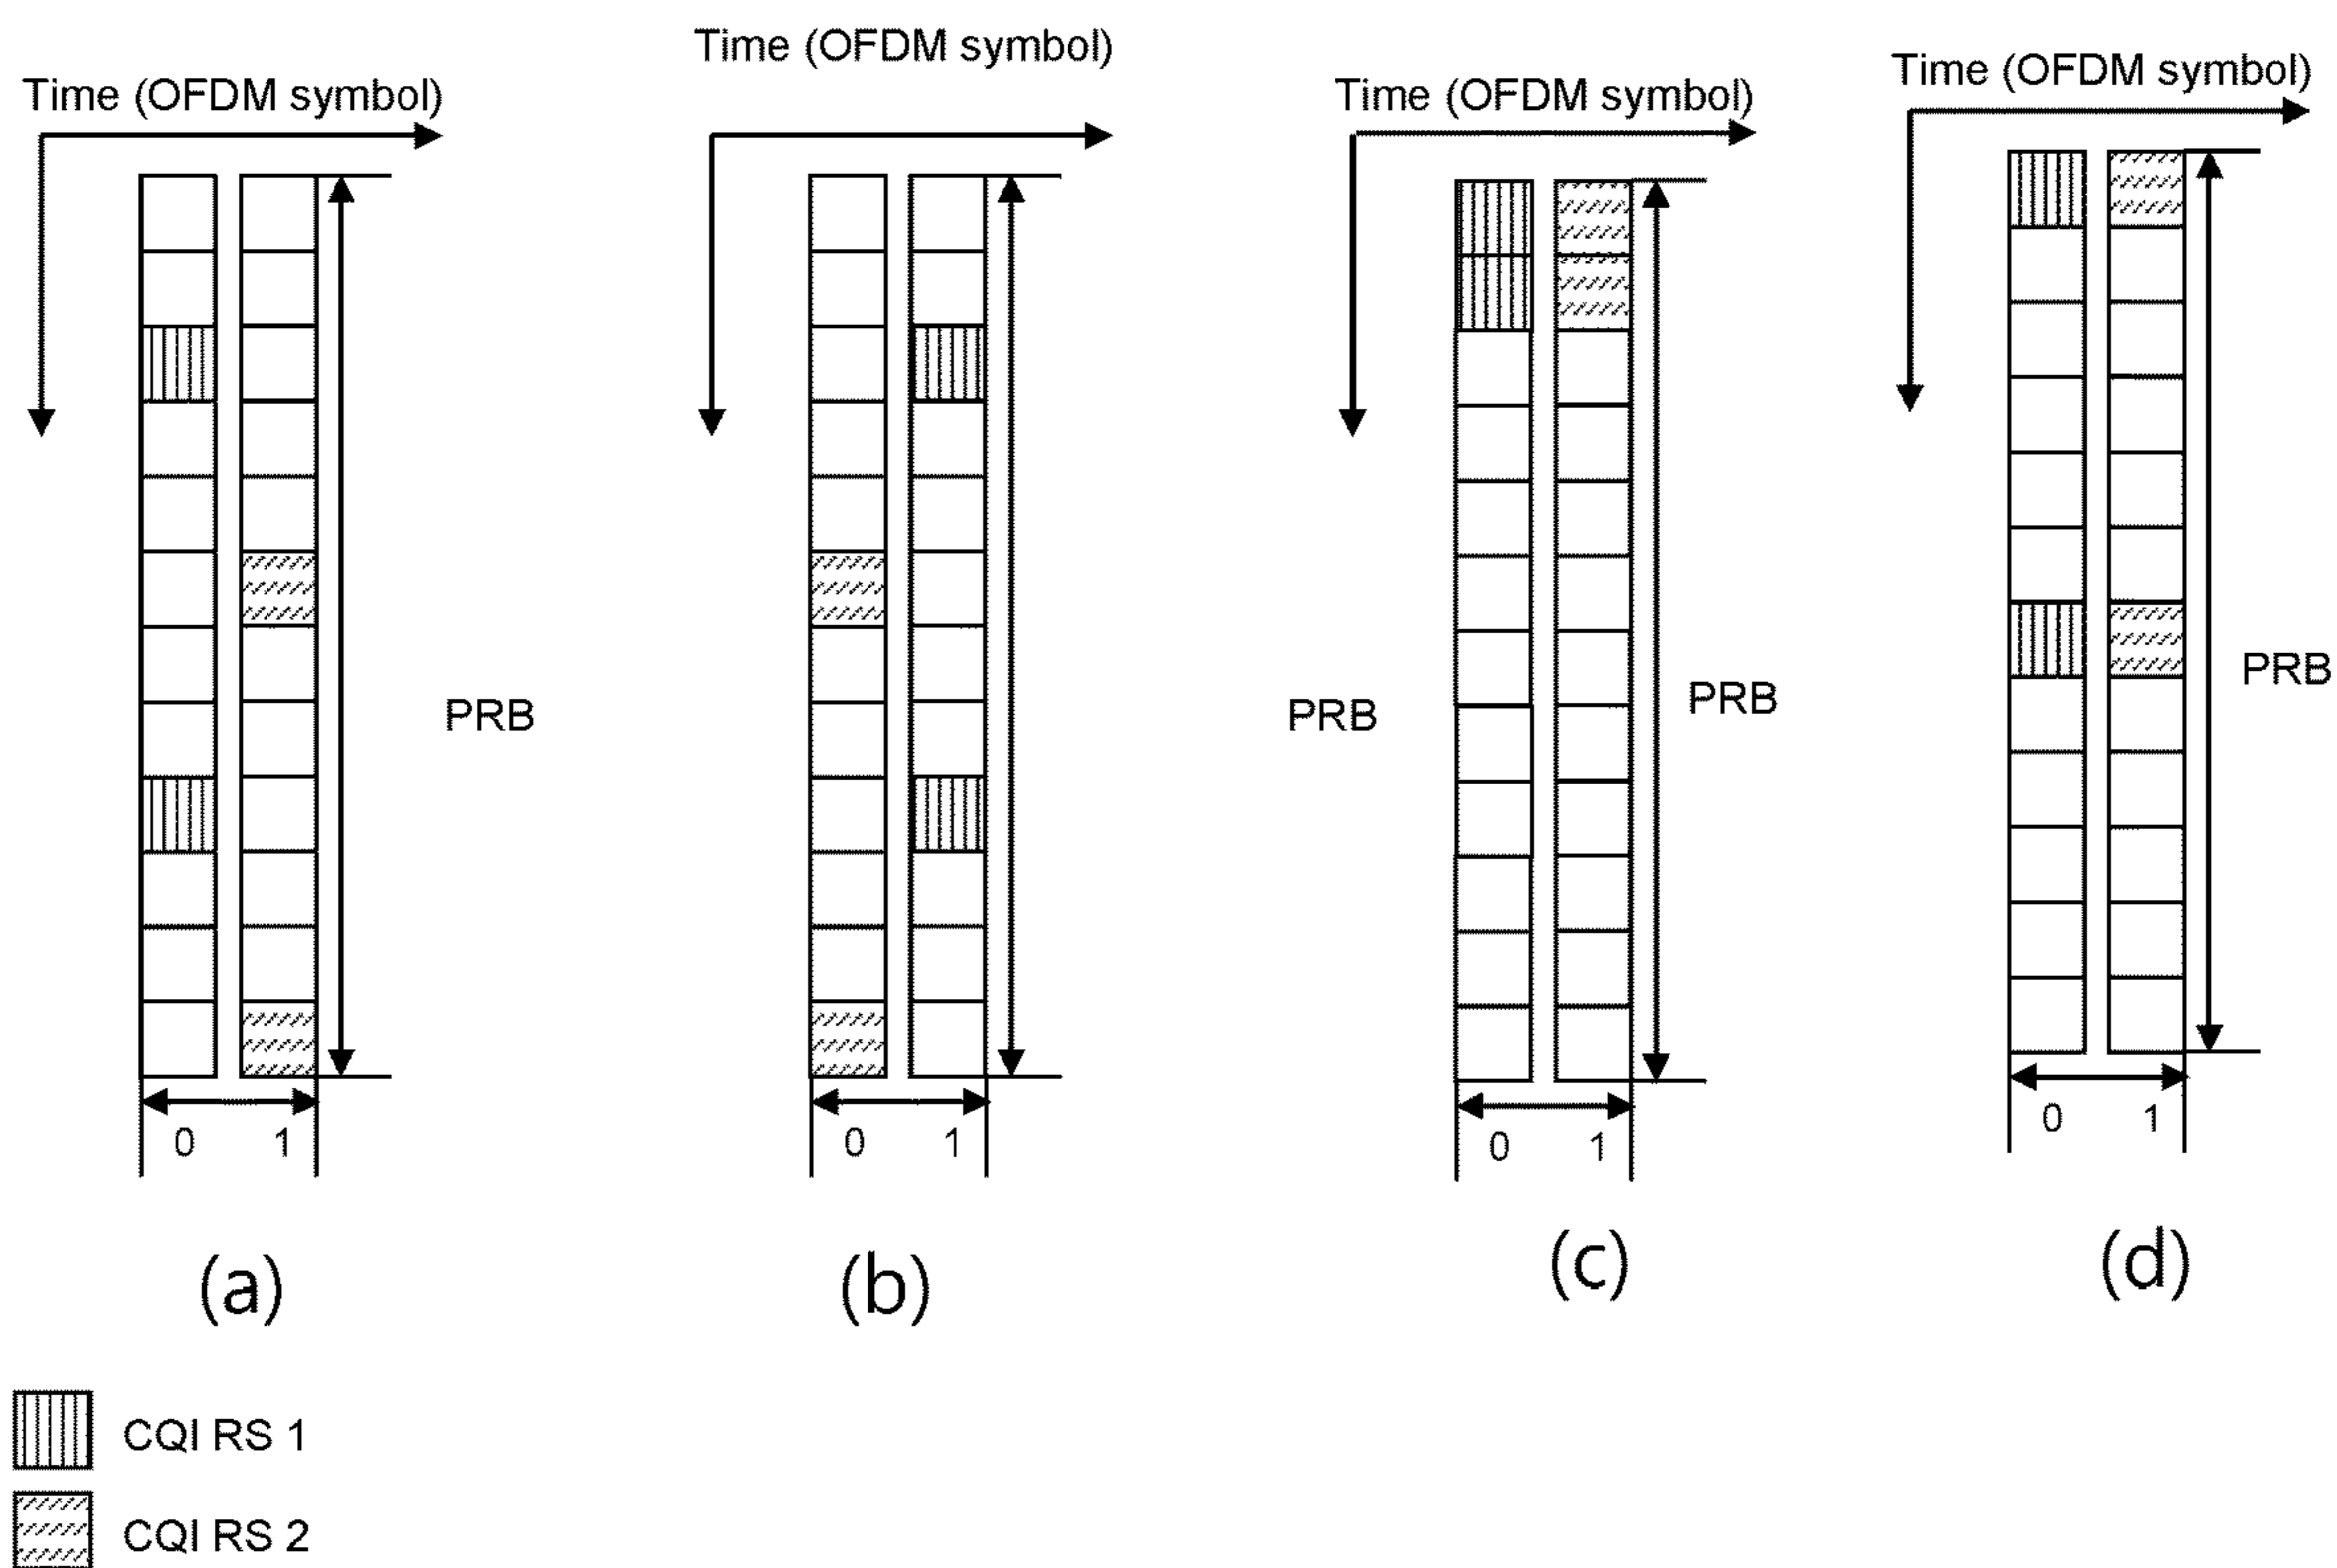 Time (OFDM symbol)
Time (OFDM symbol)
Time (OFDM symbol)
Time (OFDM symbol)
PRB
PRB
PRB
PRB
0 1
0 1
0 1
0 1
(a)
(b)
(c)
(d)
CQI RS 1
CQI RS 2